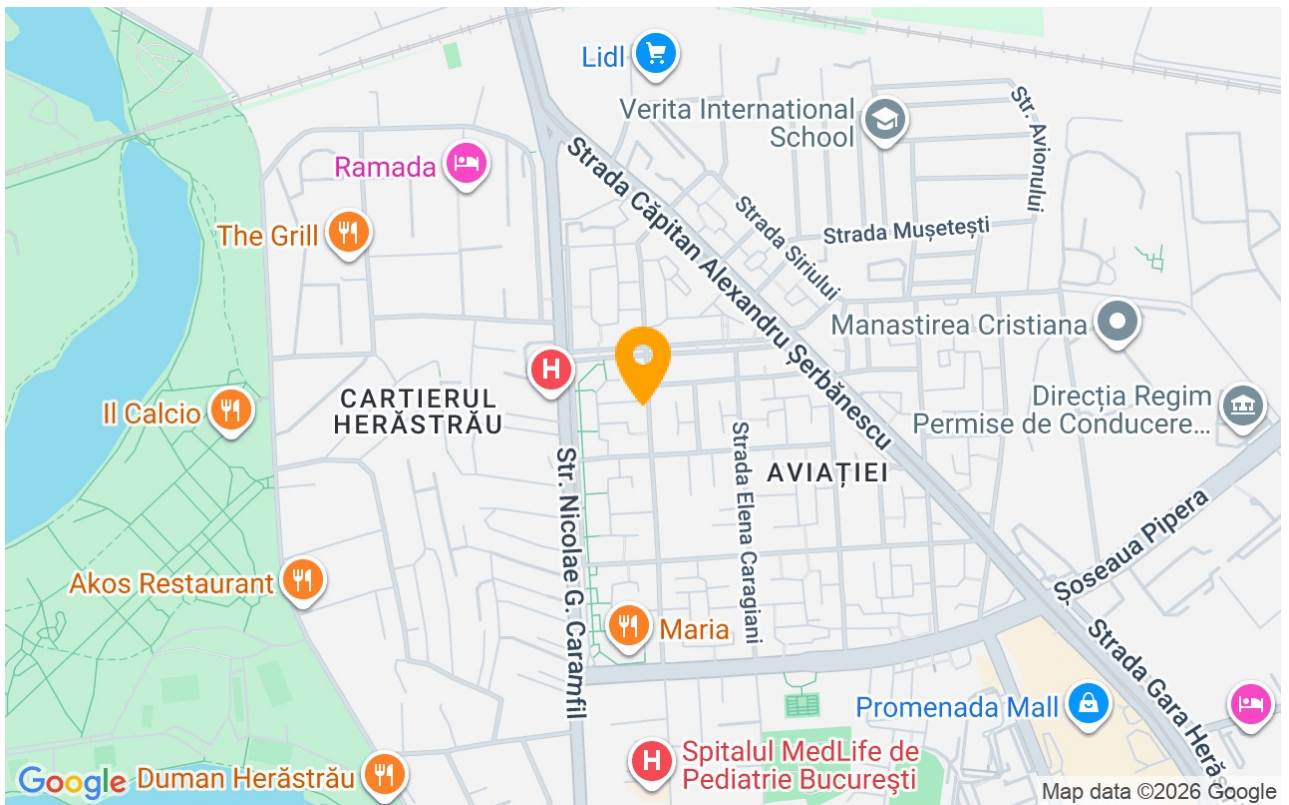 Lidl
Verita International
School
Str. Avionului
Ramada
Strada Căpitan Alexandru Șerbănescu
The Grill
Strada Siriului
Strada Mușetești
Manastirea Cristiana
H
CARTIERUL
HERĂSTRĂU
Il Calcio
Direcția Regim
Permise de Conducere...
Str. Nicolae G. Caramfil
Strada Elena Caragiani
AVIAȚIEI
Șoseaua Pipera
Akos Restaurant
Maria
Strada Gara Heră
Promenada Mall
H
Spitalul MedLife de
Pediatrie Bucureşti
Google
Duman Herăstrău
Map data ©2026 Google